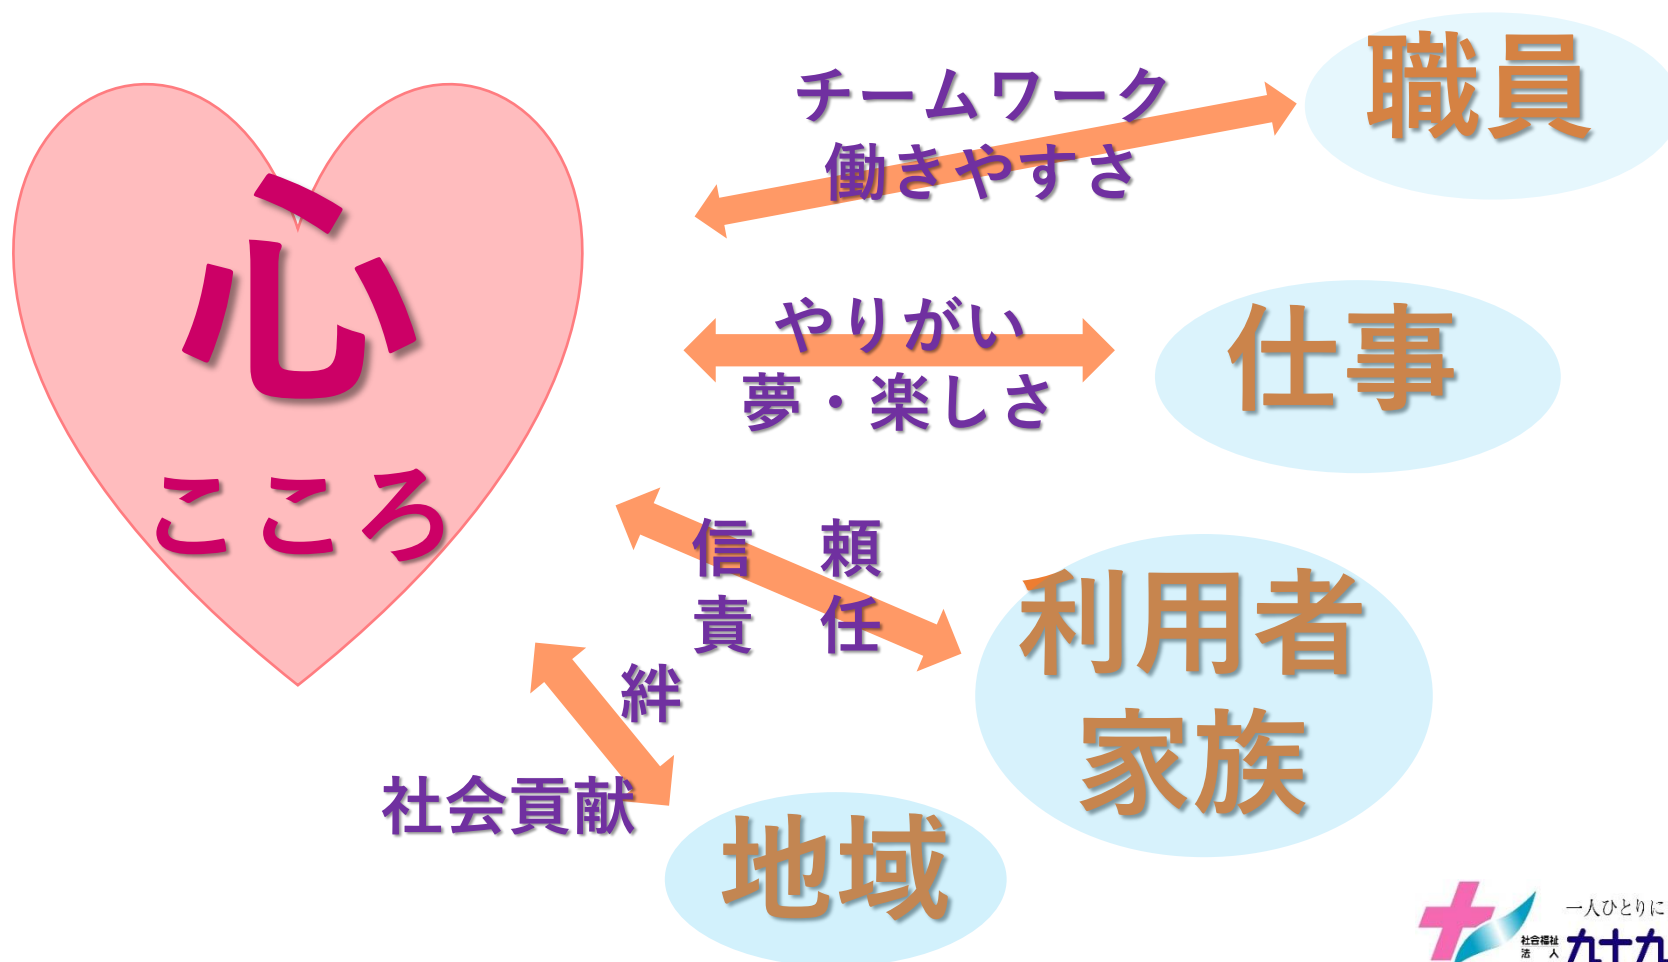 心
こころ
チームワーク
働きやすさ
職員
やりがい
夢・楽しさ
仕事
信　頼
責　任
利用者
家族
絆
社会貢献
地域
一人ひとりに
社会福祉
法　人
九十九